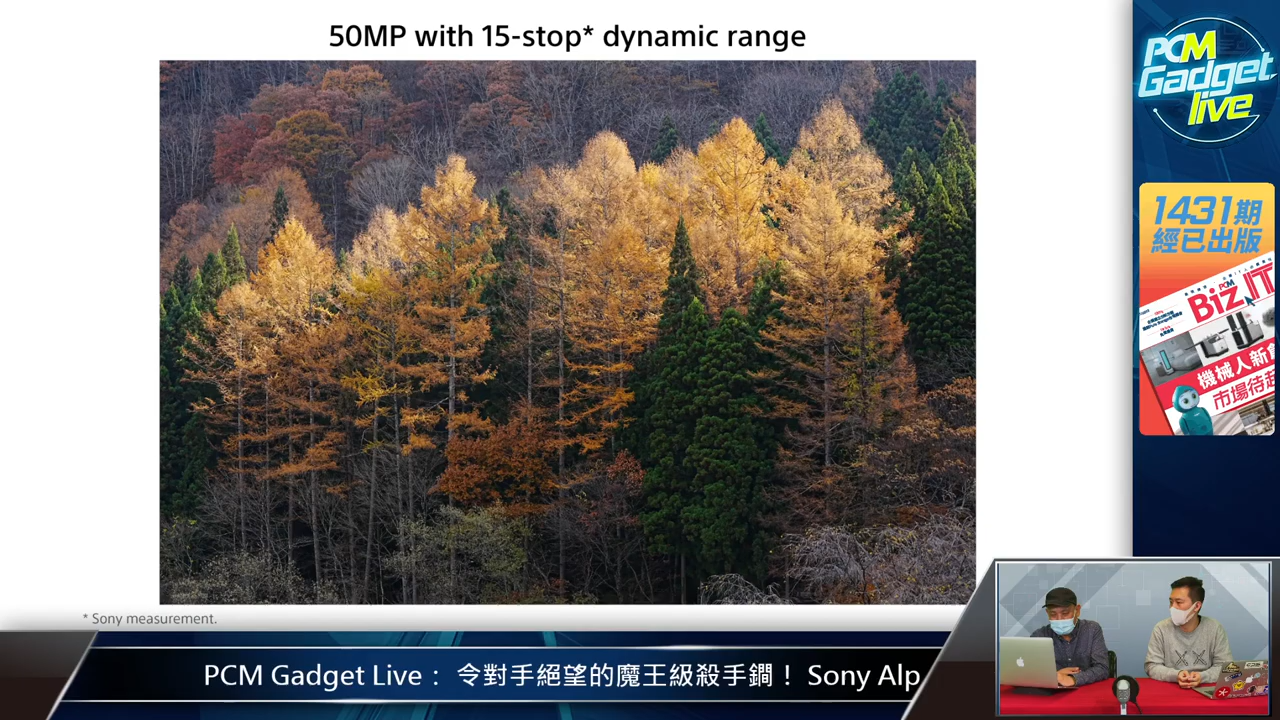 50MP with 15-stop* dynamic range
* Sony measurement.
PCM Gadget Live： 令對手絕望的魔王級殺手鐧！ Sony Alp
PCM
Gadget
live
1431期
經已出版
PCM
Biz IT
機械人新
市場待